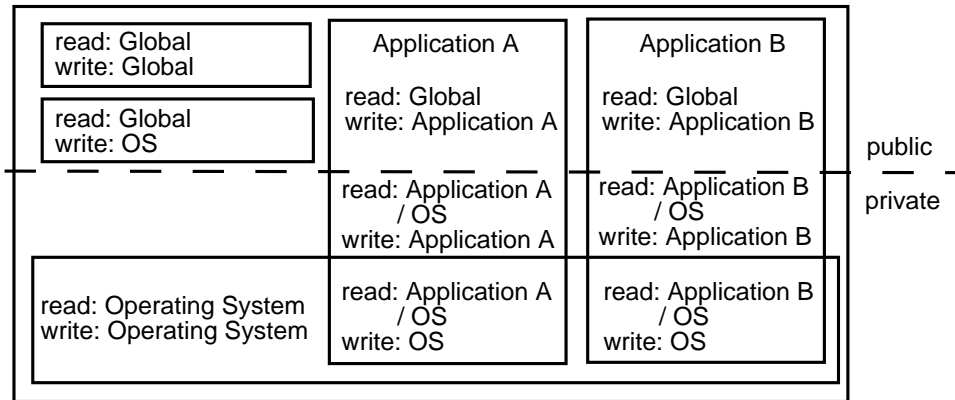 read: Global
write: Global
read: Global
write: OS
Application A
read: Global
write: Application A
Application B
read: Global
write: Application B
public
private
read: Application A
/ OS
write: Application A
read: Application B
/ OS
write: Application B
read: Operating System
write: Operating System
read: Application A
/ OS
write: OS
read: Application B
/ OS
write: OS